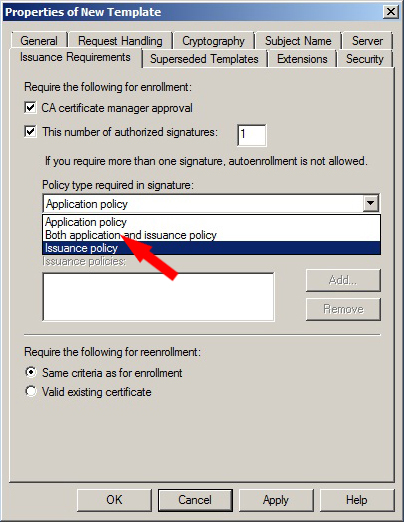 Properties of New Template
General Request Handling Cryptography Subject Name Server
Issuance Requirements Superseded Templates Extensions Security
Require the following for enrollment:
CA certificate manager approval
This number of authorized signatures: 1
If you require more than one signature, autoenrollment is not allowed.
Policy type required in signature:
Application policy
Application policy
Both application and issuance policy
Issuance policy
Issuance policies:
Add...
Remove
Require the following for reenrollment:
Same criteria as for enrollment
Valid existing certificate
OK Cancel Apply Help